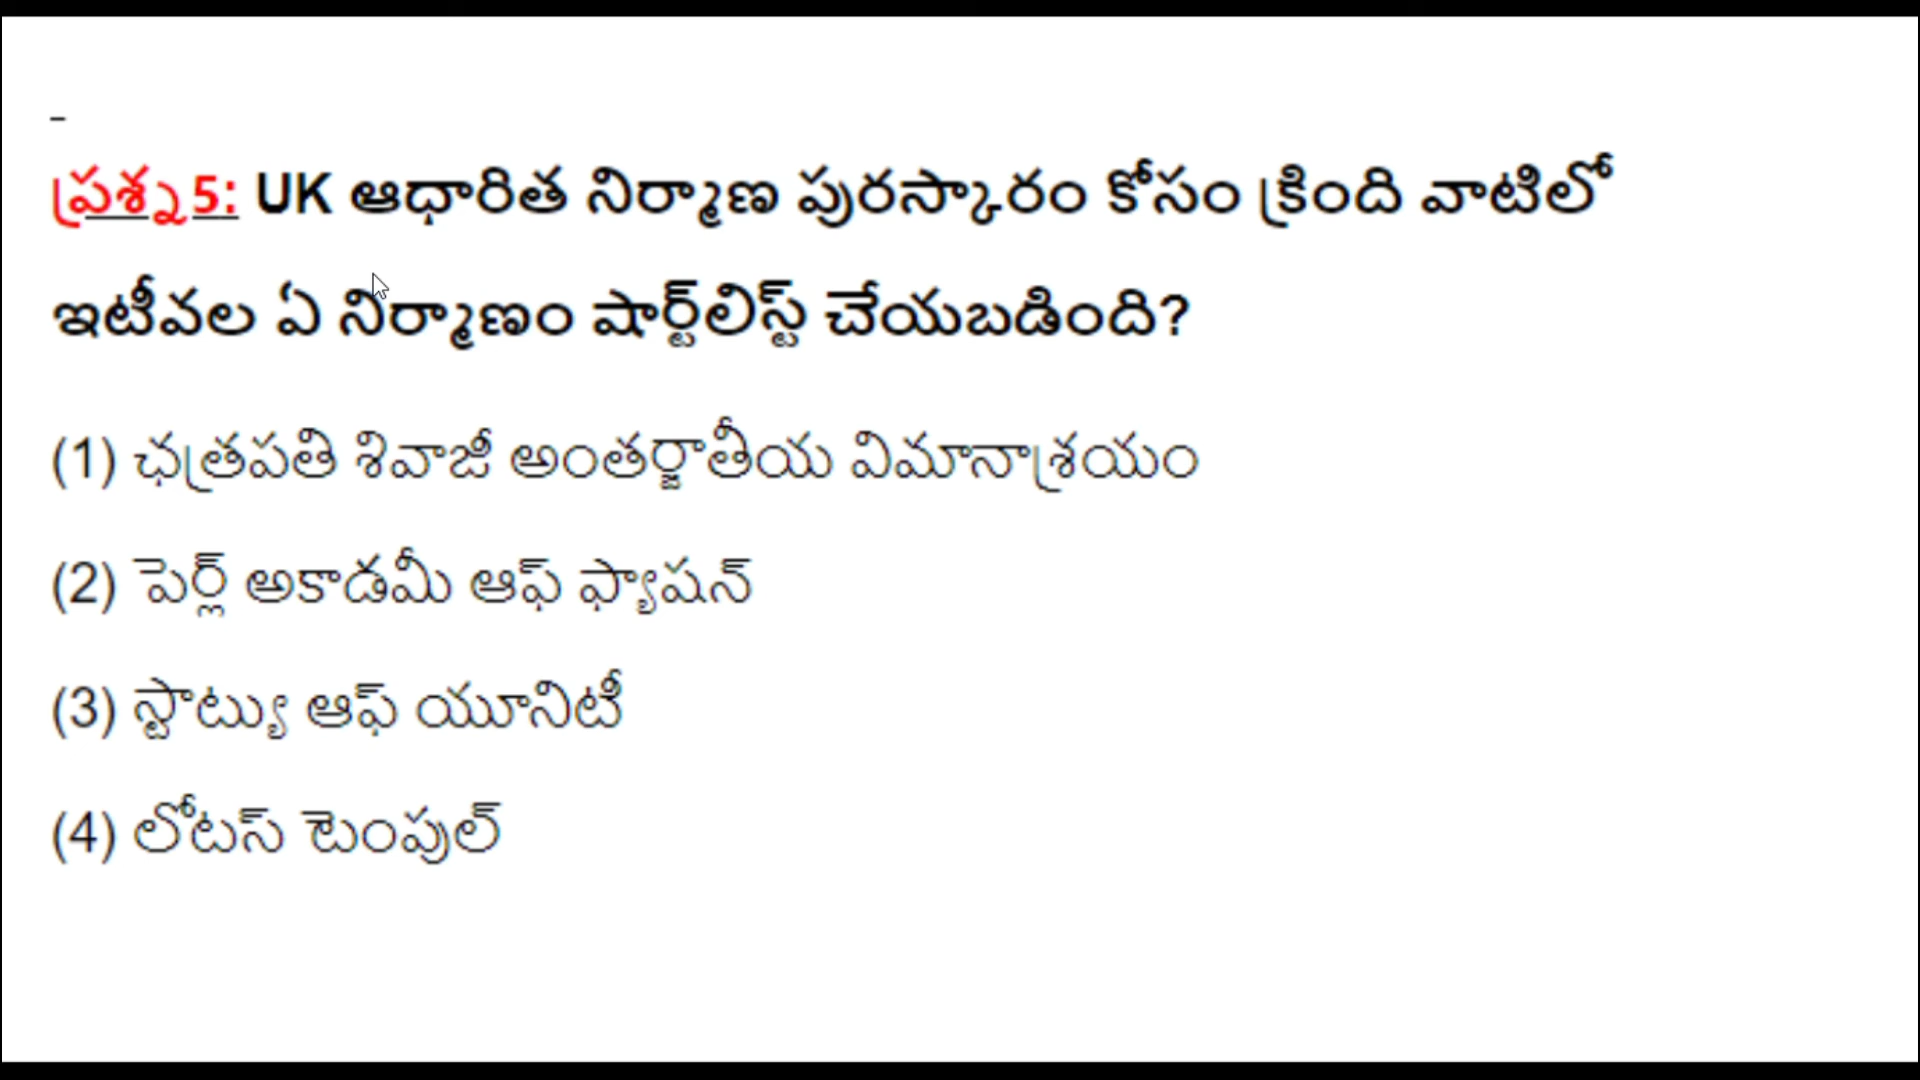 ప్రశ్న 5: UK ఆధారిత నిర్మాణ పురస్కారం కోసం క్రింది వాటిలో
ఇటీవల ఏ నిర్మాణం షార్ట్‌లిస్ట్ చేయబడింది?
(1) ఛత్రపతి శివాజీ అంతర్జాతీయ విమానాశ్రయం
(2) పెర్ల్ అకాడమీ ఆఫ్ ఫ్యాషన్
(3) స్టాట్యు ఆఫ్ యూనిటీ
(4) లోటస్ టెంపుల్